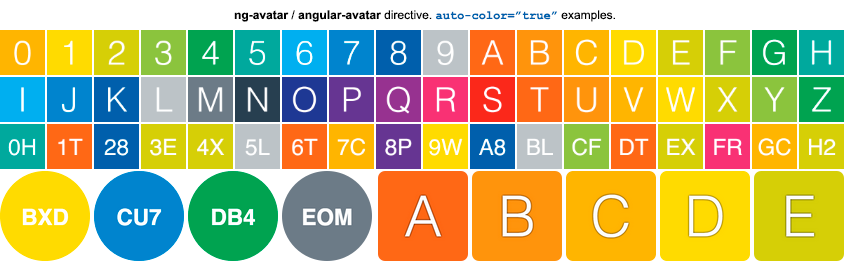 ng-avatar / angular-avatar directive. auto-color="true" examples.
0 1 2 3 4 5 6 7 8 9 A B C D E F G H
I J K L M N O P Q R S T U V W X Y Z
0H 1T 28 3E 4X 5L 6T 7C 8P 9W A8 BL CF DT EX FR GC H2
BXD CU7 DB4 EOM A B C D E